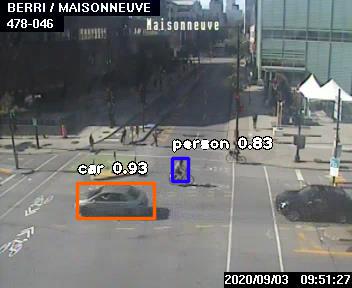 BERRI / MAISONNEUVE
478-046
Maisonneuve
person 0.83
car 0.93
2020/09/03 09:51:27